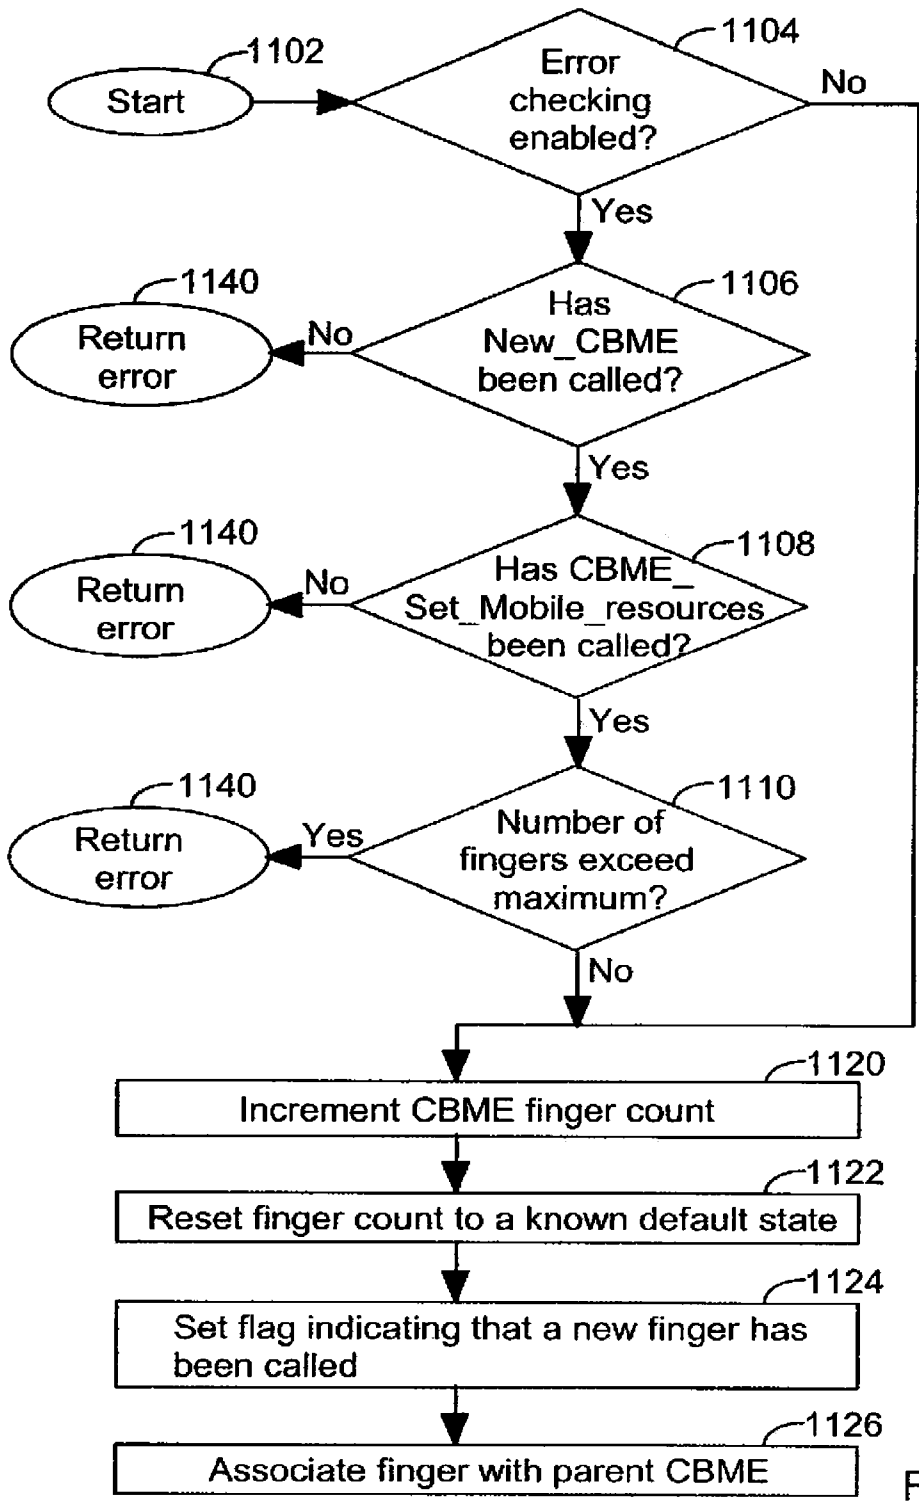 1102
Start
1104
Error
checking
enabled?
No
Yes
1140
Return
error
No
1106
Has
New_CBME
been called?
Yes
1140
Return
error
No
1108
Has CBME_
Set_Mobile_resources
been called?
Yes
1140
Return
error
Yes
1110
Number of
fingers exceed
maximum?
No
1120
Increment CBME finger count
1122
Reset finger count to a known default state
1124
Set flag indicating that a new finger has
been called
1126
Associate finger with parent CBME